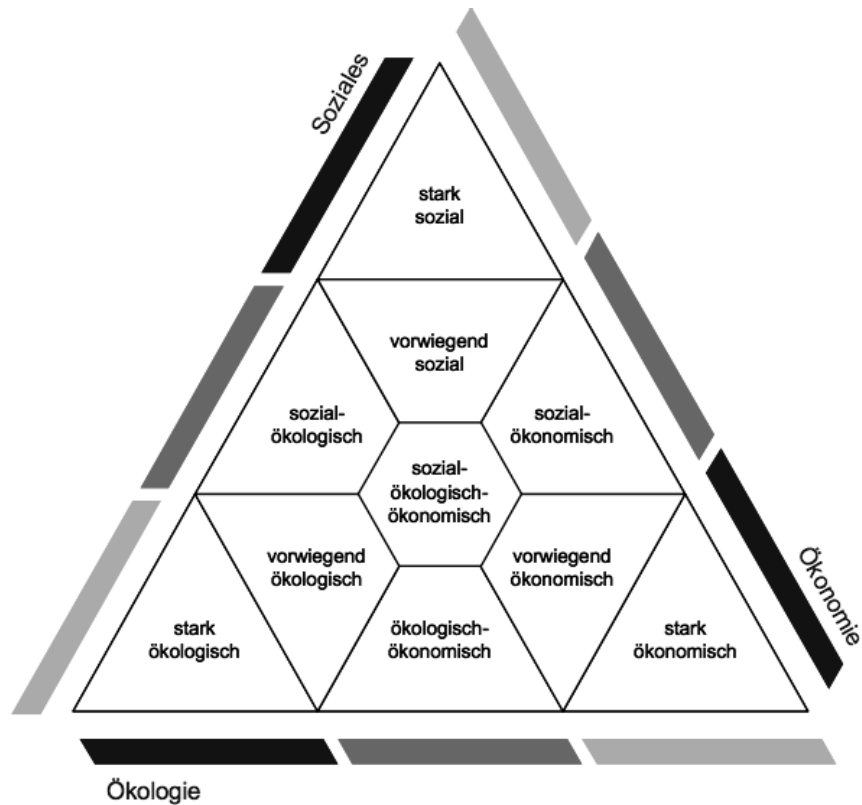 Soziales
stark
sozial
vorwiegend
sozial
sozial-
ökologisch
sozial-
ökonomisch
sozial-
ökologisch-
ökonomisch
vorwiegend
ökologisch
vorwiegend
ökonomisch
Ökonomie
stark
ökologisch
ökologisch-
ökonomisch
stark
ökonomisch
Ökologie